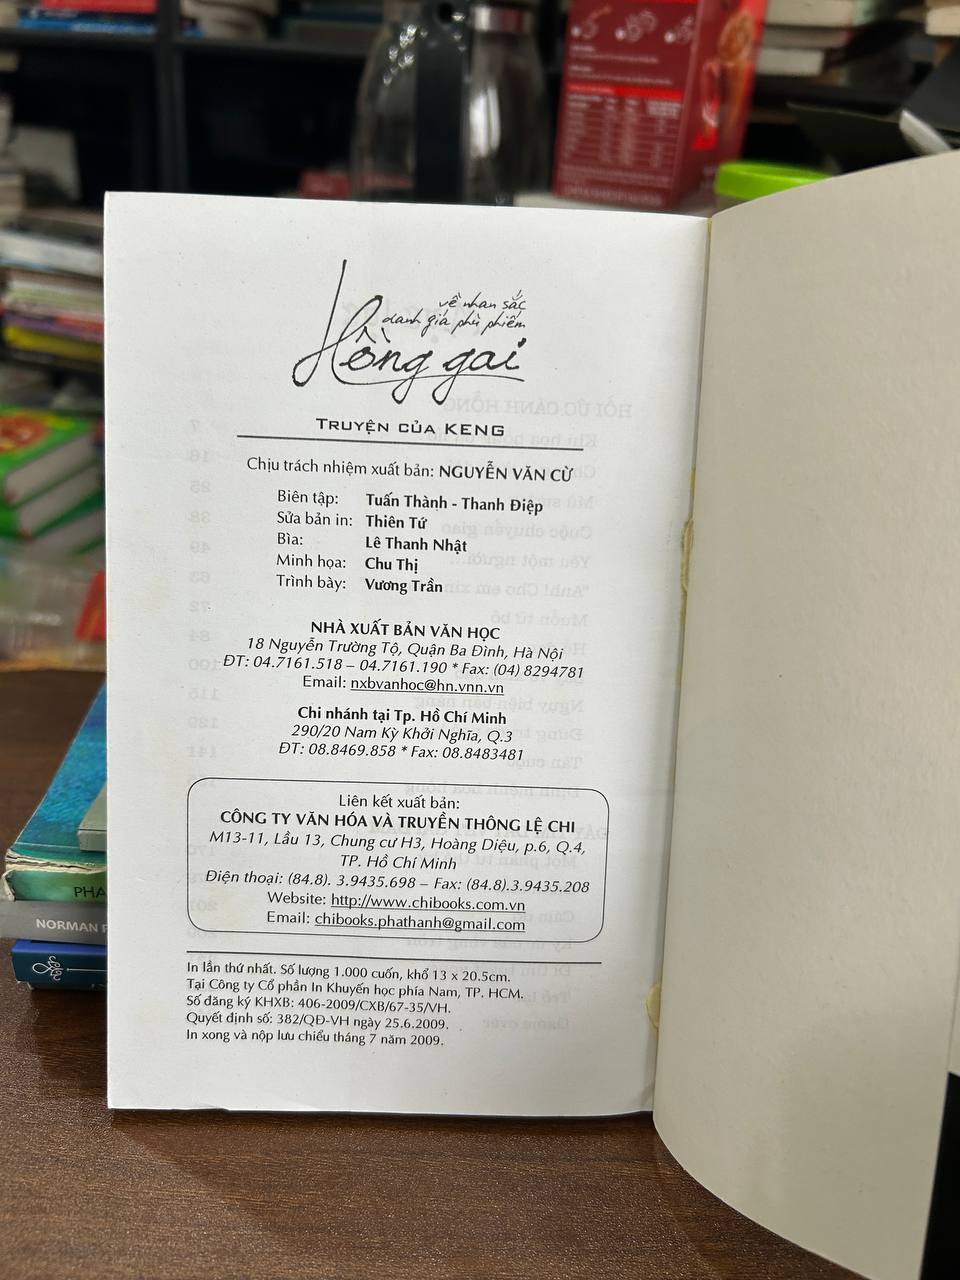 về nhan sắc
danh giá phù phiếm
Hồng gai
TRUYỆN CỦA KENG
Chịu trách nhiệm xuất bản: NGUYỄN VĂN CỪ
Biên tập: Tuấn Thành - Thanh Điệp
Sửa bản in: Thiên Tứ
Bìa: Lê Thanh Nhật
Minh họa: Chu Thị
Trình bày: Vương Trần
NHÀ XUẤT BẢN VĂN HỌC
18 Nguyễn Trường Tộ, Quận Ba Đình, Hà Nội
ĐT: 04.7161.518 – 04.7161.190 * Fax: (04) 8294781
Email: nxbvanhoc@hn.vnn.vn
Chi nhánh tại Tp. Hồ Chí Minh
290/20 Nam Kỳ Khởi Nghĩa, Q.3
ĐT: 08.8469.858 * Fax: 08.8483481
Liên kết xuất bản:
CÔNG TY VĂN HÓA VÀ TRUYỀN THÔNG LỆ CHI
M13-11, Lầu 13, Chung cư H3, Hoàng Diệu, p.6, Q.4,
TP. Hồ Chí Minh
Điện thoại: (84.8). 3.9435.698 – Fax: (84.8).3.9435.208
Website: http://www.chibooks.com.vn
Email: chibooks.phathanh@gmail.com
In lần thứ nhất. Số lượng 1.000 cuốn, khổ 13 x 20.5cm.
Tại Công ty Cổ phần In Khuyến học phía Nam, TP. HCM.
Số đăng ký KHXB: 406-2009/CXB/67-35/VH.
Quyết định số: 382/QĐ-VH ngày 25.6.2009.
In xong và nộp lưu chiểu tháng 7 năm 2009.
PHA
NORMAN